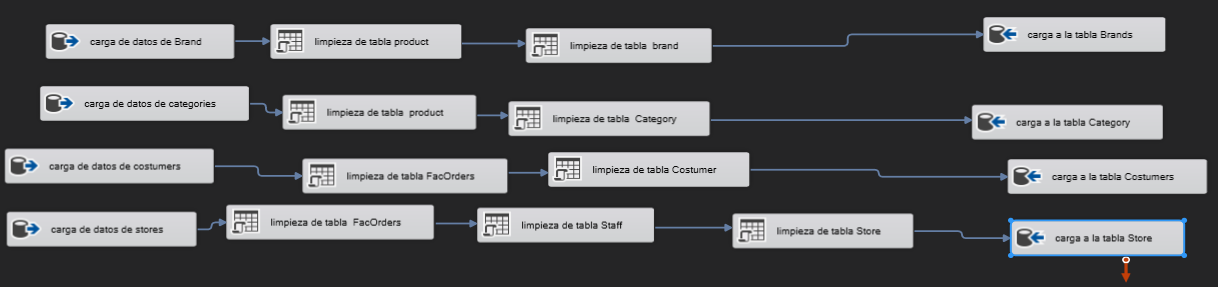 carga de datos de Brand
limpieza de tabla product
limpieza de tabla brand
carga a la tabla Brands
carga de datos de categories
limpieza de tabla product
limpieza de tabla Category
carga a la tabla Category
carga de datos de costumers
limpieza de tabla FacOrders
limpieza de tabla Costumer
carga a la tabla Costumers
carga de datos de stores
limpieza de tabla FacOrders
limpieza de tabla Staff
limpieza de tabla Store
carga a la tabla Store